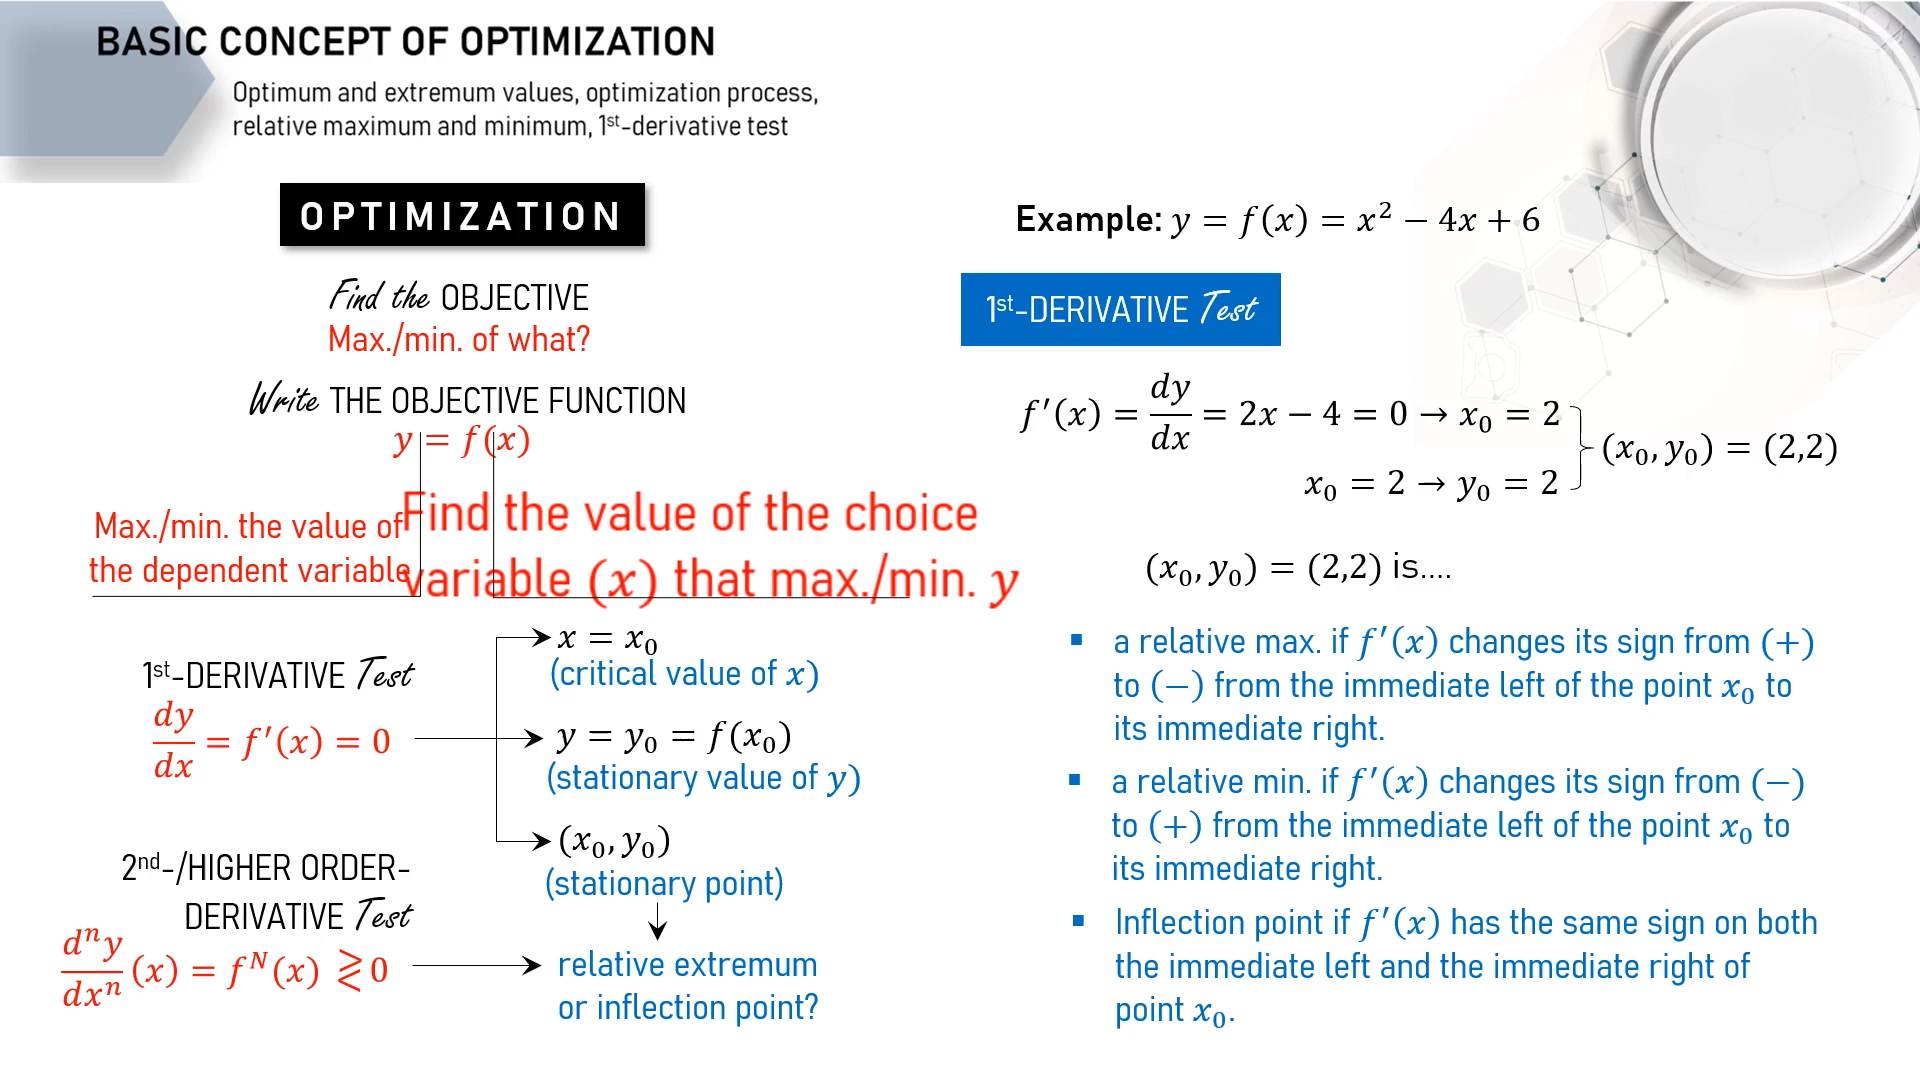 BASIC CONCEPT OF OPTIMIZATION
Optimum and extremum values, optimization process,
relative maximum and minimum, 1st-derivative test
OPTIMIZATION
Find the OBJECTIVE
Max./min. of what?
Write THE OBJECTIVE FUNCTION
y = f(x)
Max./min. the value of
the dependent variable
Find the value of the choice
variable (x) that max./min. y
1st-DERIVATIVE Test
dy/dx = f′(x) = 0
x = x₀
(critical value of x)
y = y₀ = f(x₀)
(stationary value of y)
(x₀, y₀)
(stationary point)
2nd-/HIGHER ORDER-
DERIVATIVE Test
dⁿy/dxⁿ (x) = f^N(x) ⋛ 0
relative extremum
or inflection point?
Example: y = f(x) = x² − 4x + 6
1st-DERIVATIVE Test
f′(x) = dy/dx = 2x − 4 = 0 → x₀ = 2
x₀ = 2 → y₀ = 2
(x₀, y₀) = (2,2)
(x₀, y₀) = (2,2) is....
▪ a relative max. if f′(x) changes its sign from (+)
to (−) from the immediate left of the point x₀ to
its immediate right.
▪ a relative min. if f′(x) changes its sign from (−)
to (+) from the immediate left of the point x₀ to
its immediate right.
▪ Inflection point if f′(x) has the same sign on both
the immediate left and the immediate right of
point x₀.